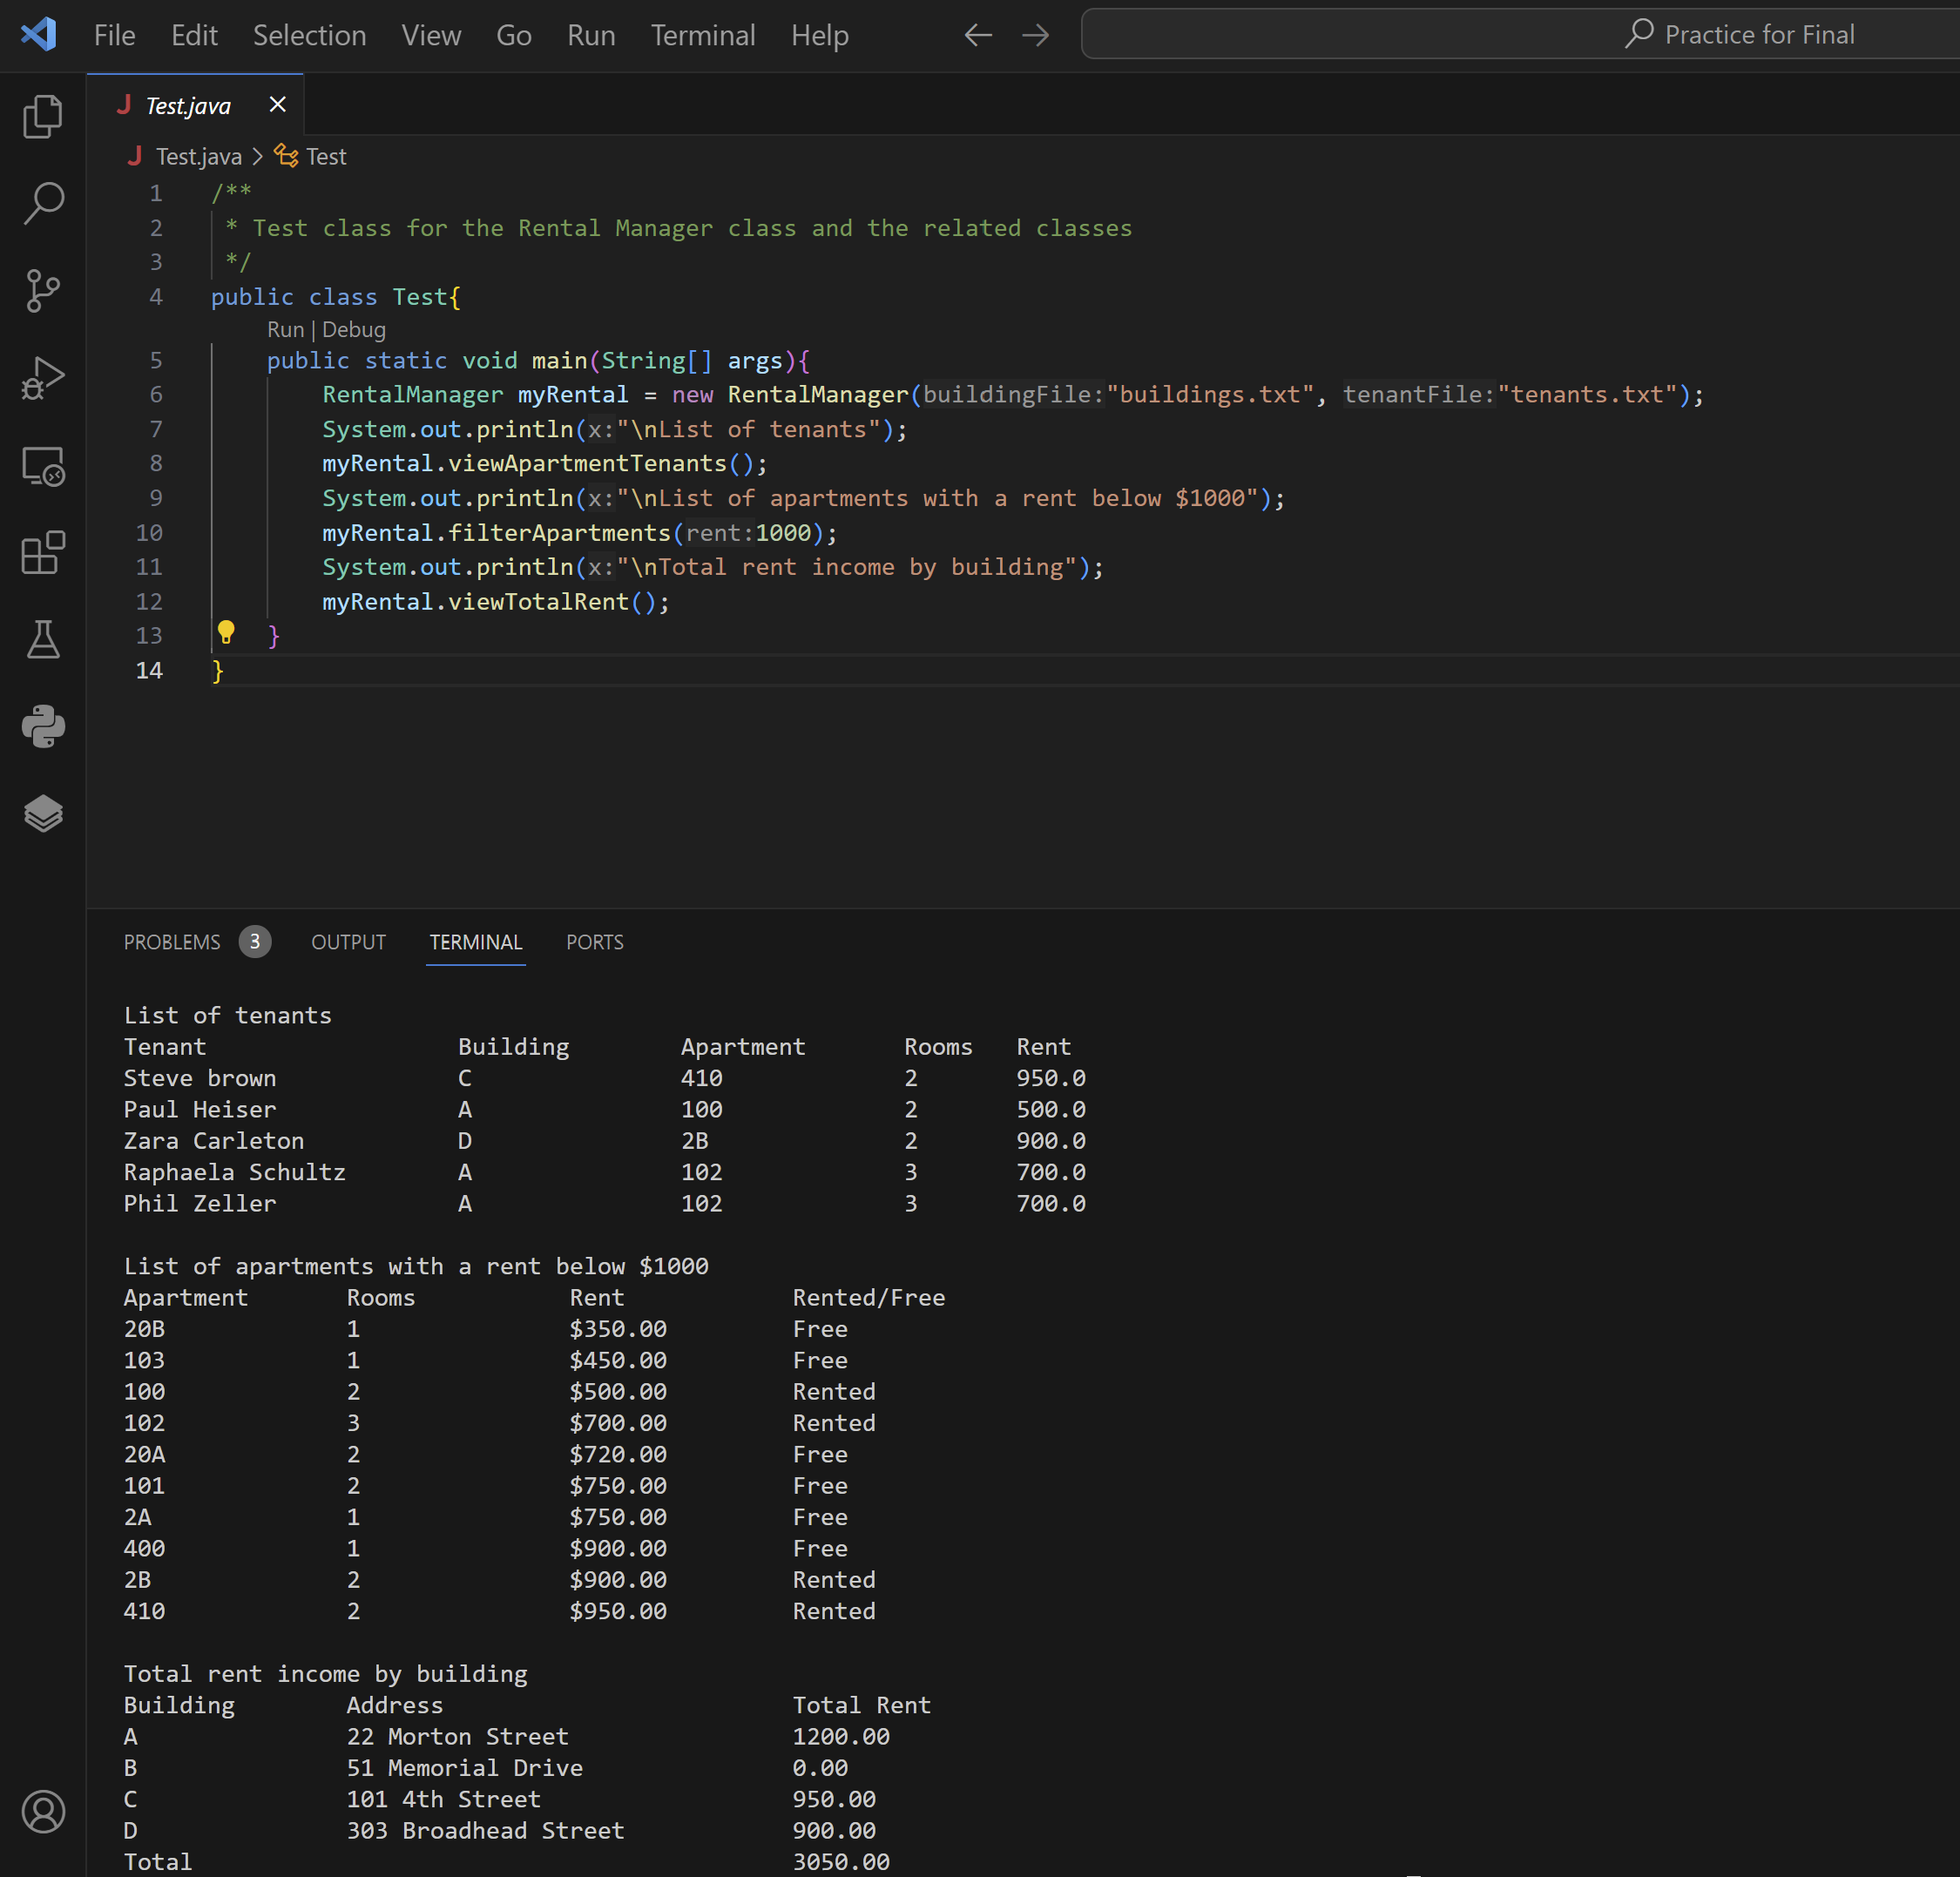 File Edit Selection View Go Run Terminal Help Practice for Final
J Test.java
J Test.java > Test
1 /**
2 * Test class for the Rental Manager class and the related classes
3 */
4 public class Test{
Run | Debug
5 public static void main(String[] args){
6 RentalManager myRental = new RentalManager(buildingFile:"buildings.txt", tenantFile:"tenants.txt");
7 System.out.println(x:"\nList of tenants");
8 myRental.viewApartmentTenants();
9 System.out.println(x:"\nList of apartments with a rent below $1000");
10 myRental.filterApartments(rent:1000);
11 System.out.println(x:"\nTotal rent income by building");
12 myRental.viewTotalRent();
13 }
14 }
PROBLEMS 3 OUTPUT TERMINAL PORTS
List of tenants
Tenant Building Apartment Rooms Rent
Steve brown C 410 2 950.0
Paul Heiser A 100 2 500.0
Zara Carleton D 2B 2 900.0
Raphaela Schultz A 102 3 700.0
Phil Zeller A 102 3 700.0
List of apartments with a rent below $1000
Apartment Rooms Rent Rented/Free
20B 1 $350.00 Free
103 1 $450.00 Free
100 2 $500.00 Rented
102 3 $700.00 Rented
20A 2 $720.00 Free
101 2 $750.00 Free
2A 1 $750.00 Free
400 1 $900.00 Free
2B 2 $900.00 Rented
410 2 $950.00 Rented
Total rent income by building
Building Address Total Rent
A 22 Morton Street 1200.00
B 51 Memorial Drive 0.00
C 101 4th Street 950.00
D 303 Broadhead Street 900.00
Total 3050.00